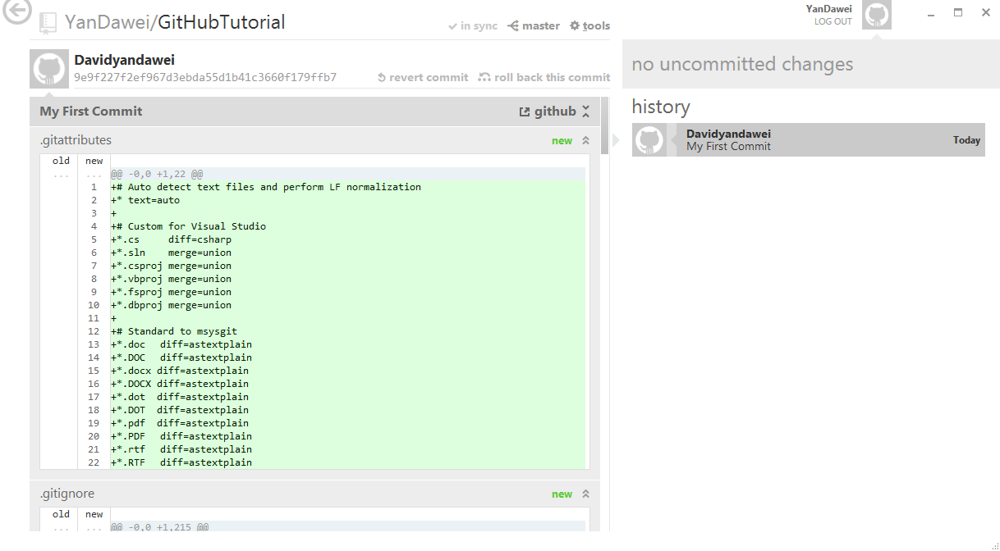 YanDawei/GitHubTutorial
in sync master tools
YanDawei
LOG OUT
Davidyandawei
9e9f227f2ef967d3ebda55d1b41c3660f179ffb7
revert commit roll back this commit
My First Commit
github
.gitattributes
new
old new
... ... @@ -0,0 +1,22 @@
1 +# Auto detect text files and perform LF normalization
2 +* text=auto
3 +
4 +# Custom for Visual Studio
5 +*.cs     diff=csharp
6 +*.sln    merge=union
7 +*.csproj merge=union
8 +*.vbproj merge=union
9 +*.fsproj merge=union
10 +*.dbproj merge=union
11 +
12 +# Standard to msysgit
13 +*.doc   diff=astextplain
14 +*.DOC   diff=astextplain
15 +*.docx diff=astextplain
16 +*.DOCX diff=astextplain
17 +*.dot  diff=astextplain
18 +*.DOT  diff=astextplain
19 +*.pdf  diff=astextplain
20 +*.PDF   diff=astextplain
21 +*.rtf   diff=astextplain
22 +*.RTF   diff=astextplain
.gitignore
new
old new
... ... @@ -0,0 +1,215 @@
no uncommitted changes
history
Davidyandawei
My First Commit
Today